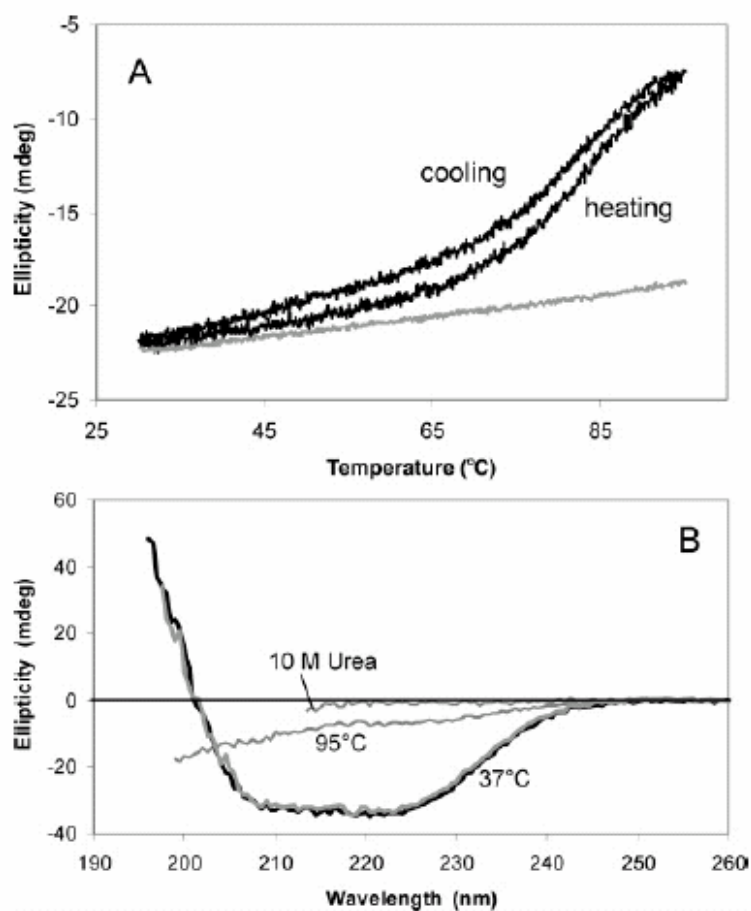 -5
A
-10
cooling
Ellipticity (mdeg)
-15
heating
-20
-25
25 45 65 85
Temperature (°C)
60
B
40
20
10 M Urea
Ellipticity (mdeg)
0
95°C
-20
37°C
-40
190 200 210 220 230 240 250 260
Wavelength (nm)